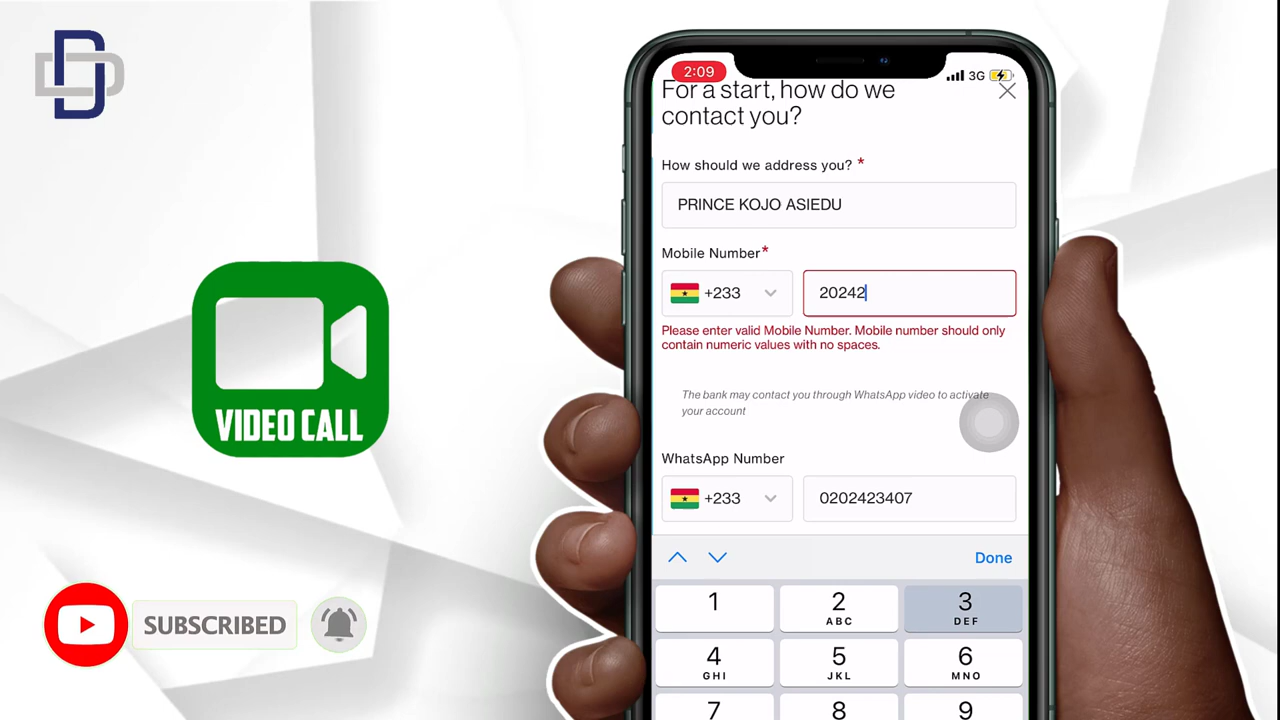 2:09
3G
For a start, how do we
contact you?
How should we address you? *
PRINCE KOJO ASIEDU
Mobile Number*
+233
20242
Please enter valid Mobile Number. Mobile number should only
contain numeric values with no spaces.
The bank may contact you through WhatsApp video to activate
your account
WhatsApp Number
+233
0202423407
Done
1
2
ABC
3
DEF
4
GHI
5
JKL
6
MNO
7
8
9
VIDEO CALL
SUBSCRIBED